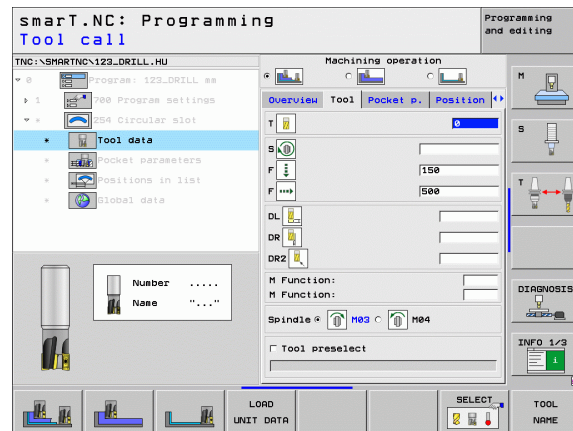 smarT.NC: Programming
Tool call
Programming
and editing
TNC:\SMARTNC\123_DRILL.HU
0 Program: 123_DRILL mm
1 700 Program settings
* 254 Circular slot
* Tool data
* Pocket parameters
* Positions in list
* Global data
Number .....
Name "..."
Machining operation
Overview Tool Pocket p. Position
T 0
S
F 150
F 500
DL
DR
DR2
M Function:
M Function:
Spindle M03 M04
Tool preselect
M
S
T
DIAGNOSIS
INFO 1/3
LOAD
UNIT DATA
SELECT
TOOL
NAME